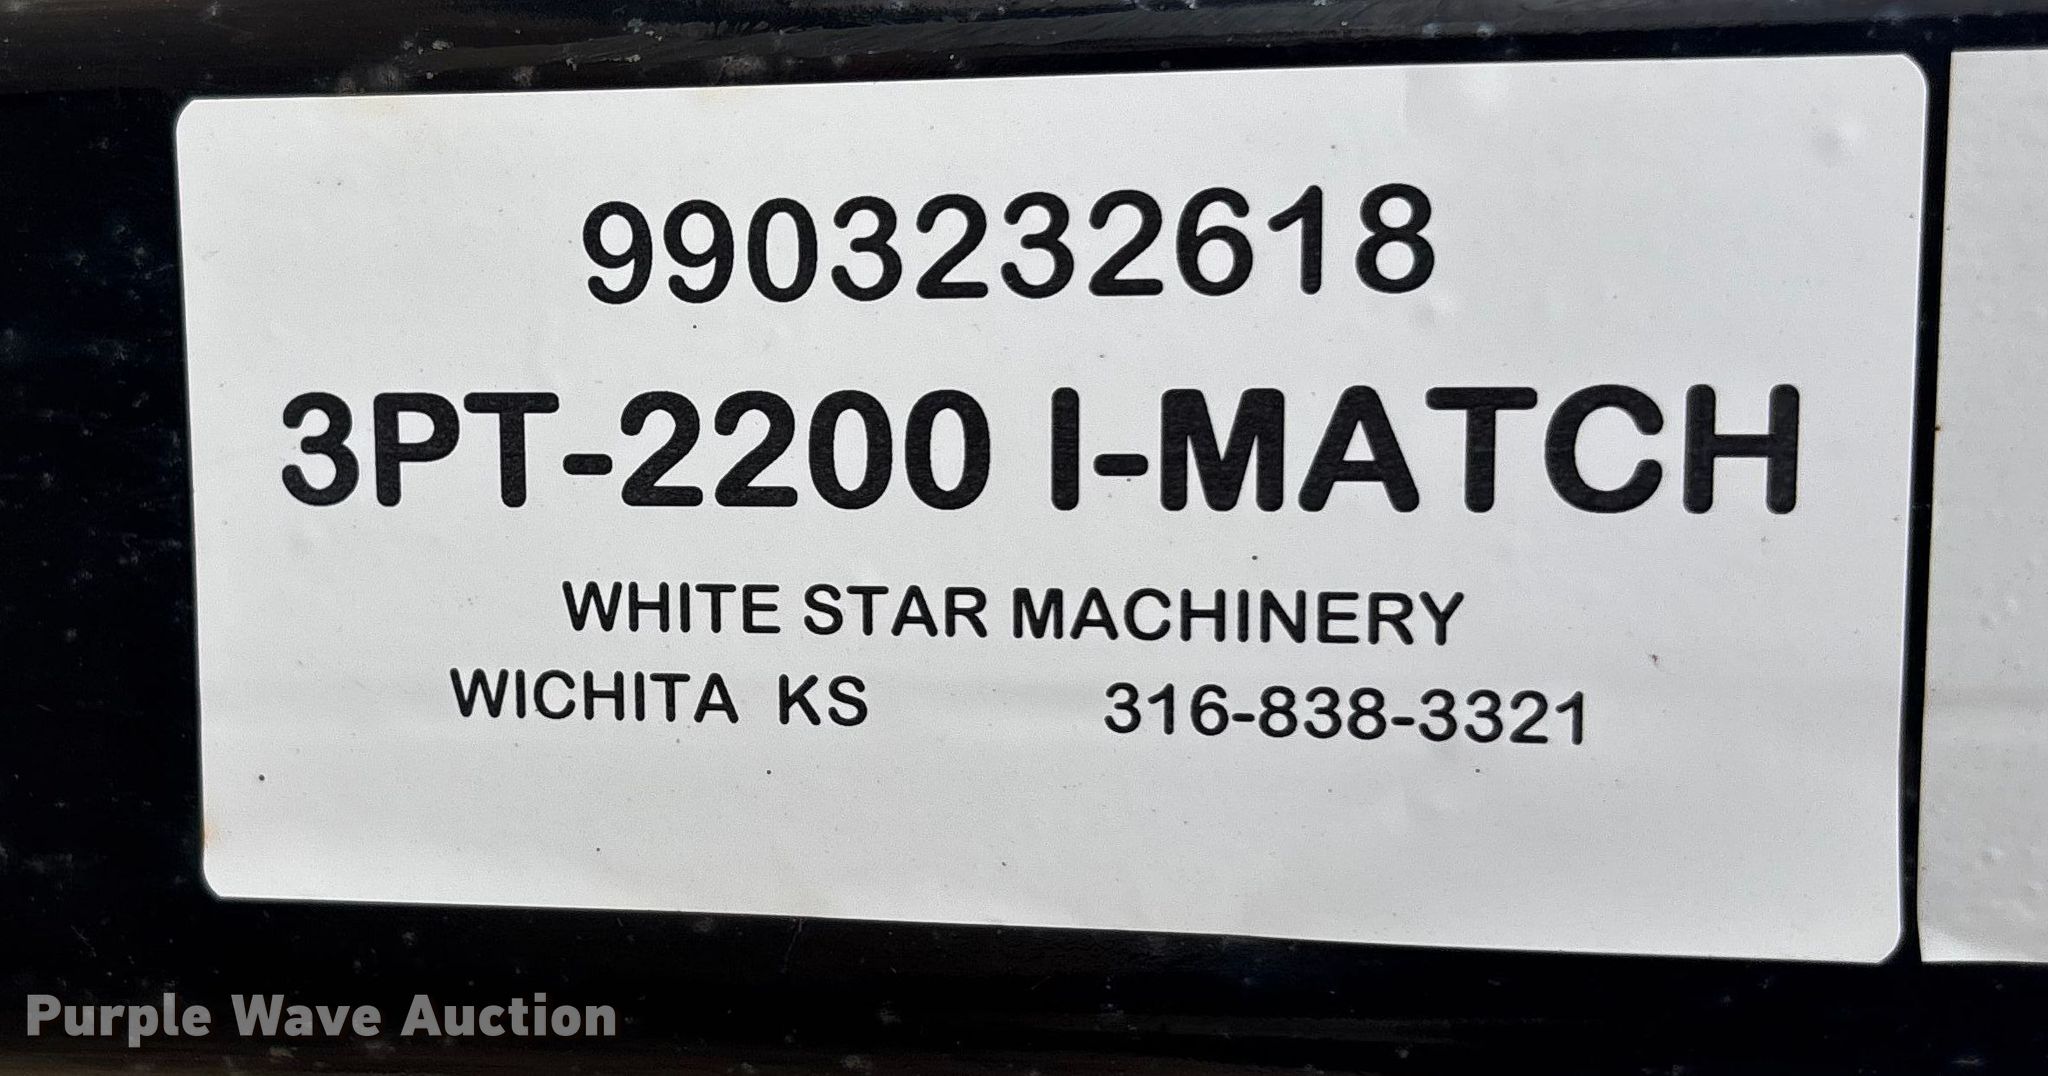 9903232618
3PT-2200 I-MATCH
WHITE STAR MACHINERY
WICHITA KS 316-838-3321
Purple Wave Auction